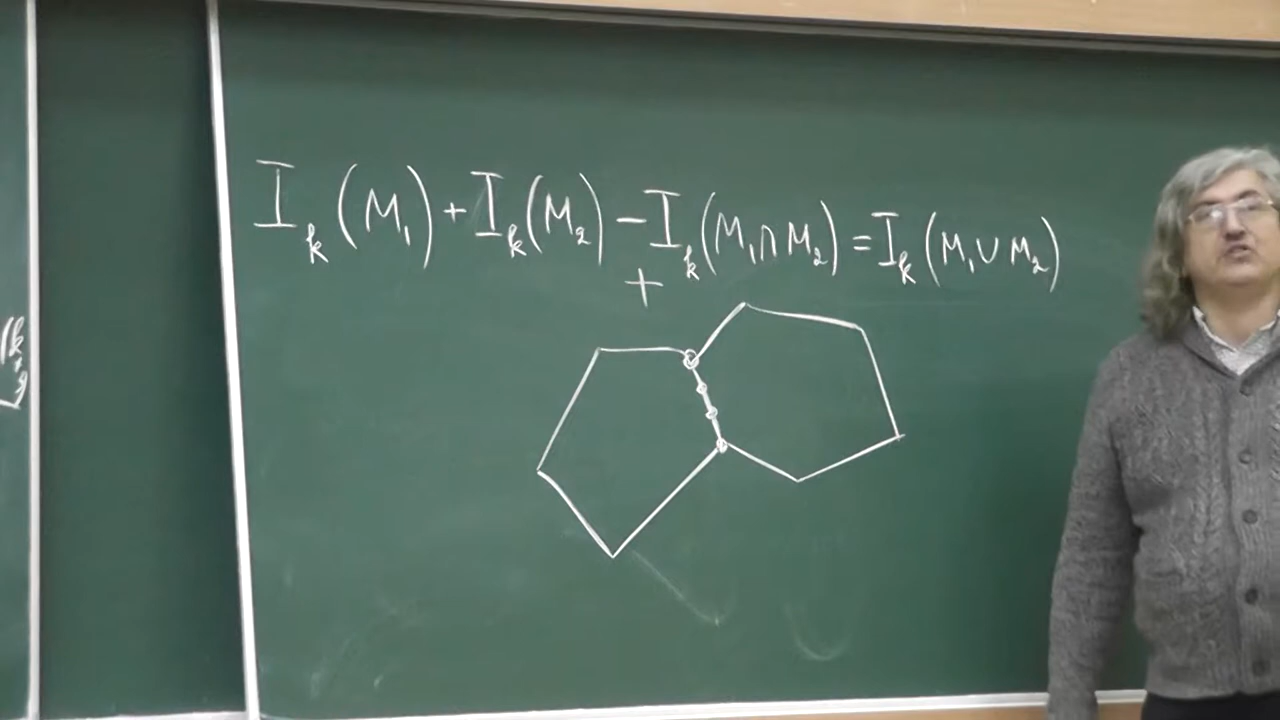 I_k (M_1) + I_k (M_2) - I_k (M_1 ∩ M_2) = I_k (M_1 ∪ M_2)
+